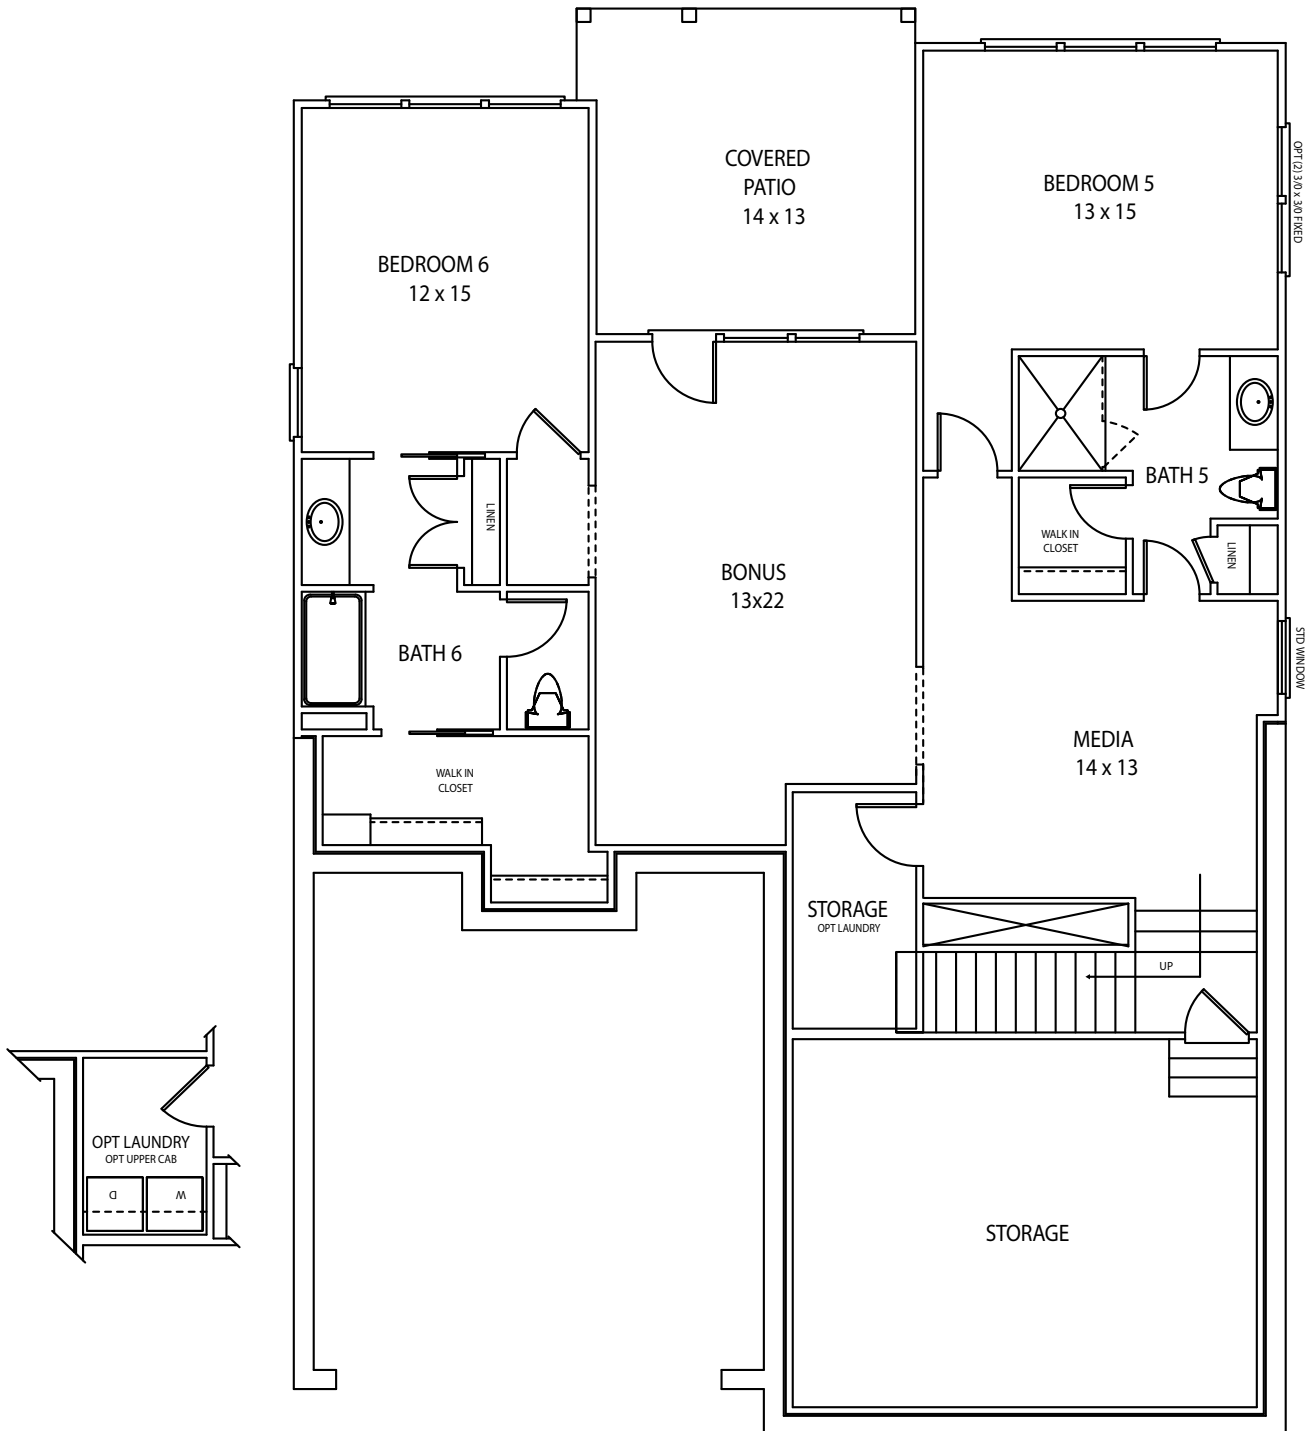 COVERED
PATIO
14 x 13
BEDROOM 5
13 x 15
OPT (2) 3/0 x 3/0 FIXED
BEDROOM 6
12 x 15
LINEN
BATH 5
WALK IN
CLOSET
LINEN
BONUS
13x22
BATH 6
STD WINDOW
MEDIA
14 x 13
WALK IN
CLOSET
STORAGE
OPT LAUNDRY
UP
OPT LAUNDRY
OPT UPPER CAB
D
W
STORAGE